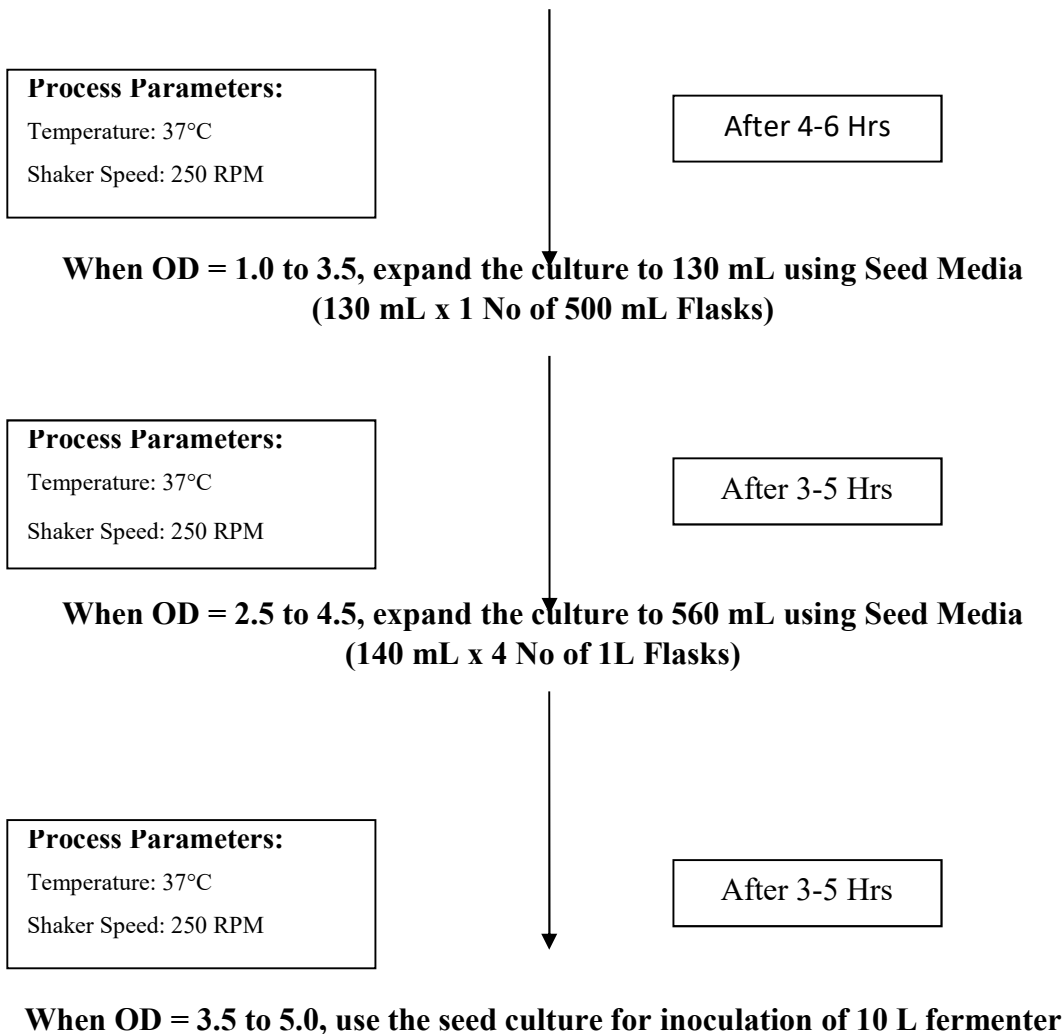 Process Parameters:
Temperature: 37°C
Shaker Speed: 250 RPM
After 4-6 Hrs
When OD = 1.0 to 3.5, expand the culture to 130 mL using Seed Media
(130 mL x 1 No of 500 mL Flasks)
Process Parameters:
Temperature: 37°C
Shaker Speed: 250 RPM
After 3-5 Hrs
When OD = 2.5 to 4.5, expand the culture to 560 mL using Seed Media
(140 mL x 4 No of 1L Flasks)
Process Parameters:
Temperature: 37°C
Shaker Speed: 250 RPM
After 3-5 Hrs
When OD = 3.5 to 5.0, use the seed culture for inoculation of 10 L fermenter